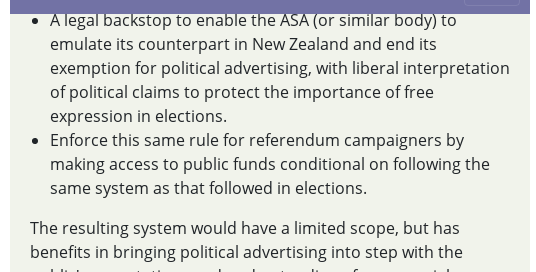 • A legal backstop to enable the ASA (or similar body) to
emulate its counterpart in New Zealand and end its
exemption for political advertising, with liberal interpretation
of political claims to protect the importance of free
expression in elections.
• Enforce this same rule for referendum campaigners by
making access to public funds conditional on following the
same system as that followed in elections.
The resulting system would have a limited scope, but has
benefits in bringing political advertising into step with the